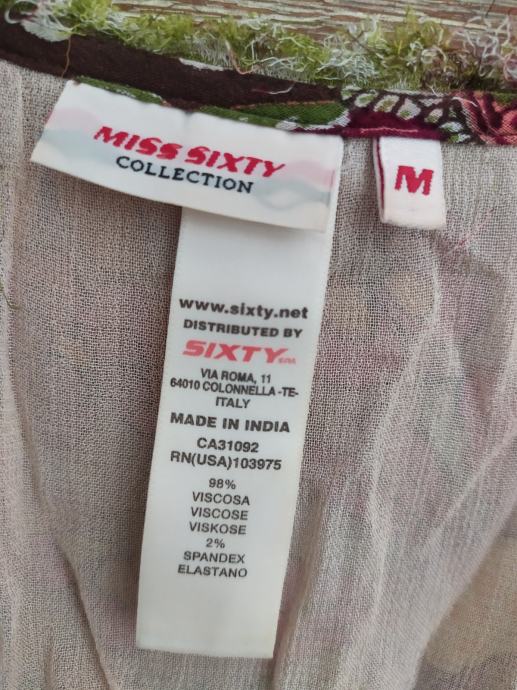 MISS SIXTY
COLLECTION
M
www.sixty.net
DISTRIBUTED BY
SIXTY
VIA ROMA, 11
64010 COLONNELLA -TE-
ITALY
MADE IN INDIA
CA31092
RN(USA)103975
98%
VISCOSA
VISCOSE
VISKOSE
2%
SPANDEX
ELASTANO